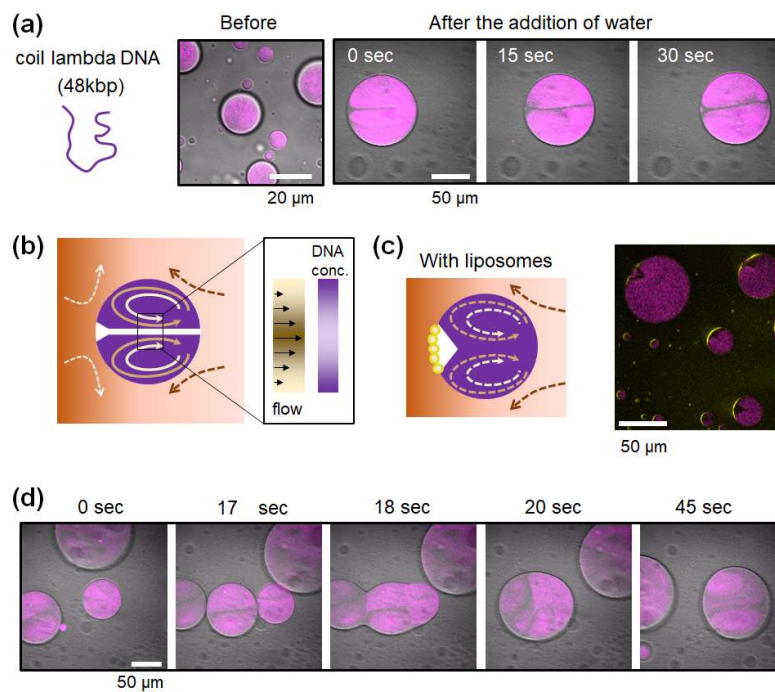 (a)
coil lambda DNA
(48kbp)
Before
After the addition of water
0 sec
15 sec
30 sec
20 µm
50 µm
(b)
DNA
conc.
flow
(c)
With liposomes
50 µm
(d)
0 sec
17 sec
18 sec
20 sec
45 sec
50 µm